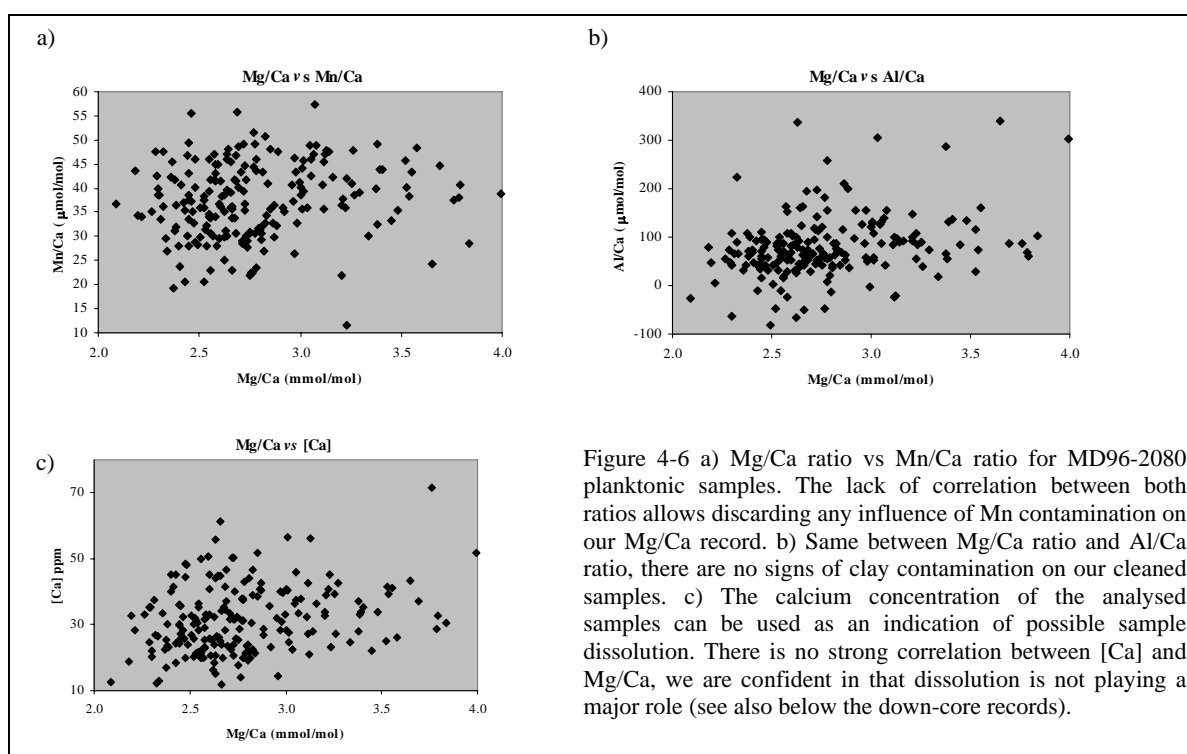 a)
Mg/Ca vs Mn/Ca
60
50
40
30
20
10
Mn/Ca ( μmol/mol)
2.0 2.5 3.0 3.5 4.0
Mg/Ca (mmol/mol)
b)
Mg/Ca vs Al/Ca
400
300
200
100
0
-100
Al/Ca ( μmol/mol)
2.0 2.5 3.0 3.5 4.0
Mg/Ca (mmol/mol)
c)
Mg/Ca vs [Ca]
70
50
30
10
[Ca] ppm
2.0 2.5 3.0 3.5 4.0
Mg/Ca (mmol/mol)
Figure 4-6 a) Mg/Ca ratio vs Mn/Ca ratio for MD96-2080
planktonic samples. The lack of correlation between both
ratios allows discarding any influence of Mn contamination on
our Mg/Ca record. b) Same between Mg/Ca ratio and Al/Ca
ratio, there are no signs of clay contamination on our cleaned
samples. c) The calcium concentration of the analysed
samples can be used as an indication of possible sample
dissolution. There is no strong correlation between [Ca] and
Mg/Ca, we are confident in that dissolution is not playing a
major role (see also below the down-core records).